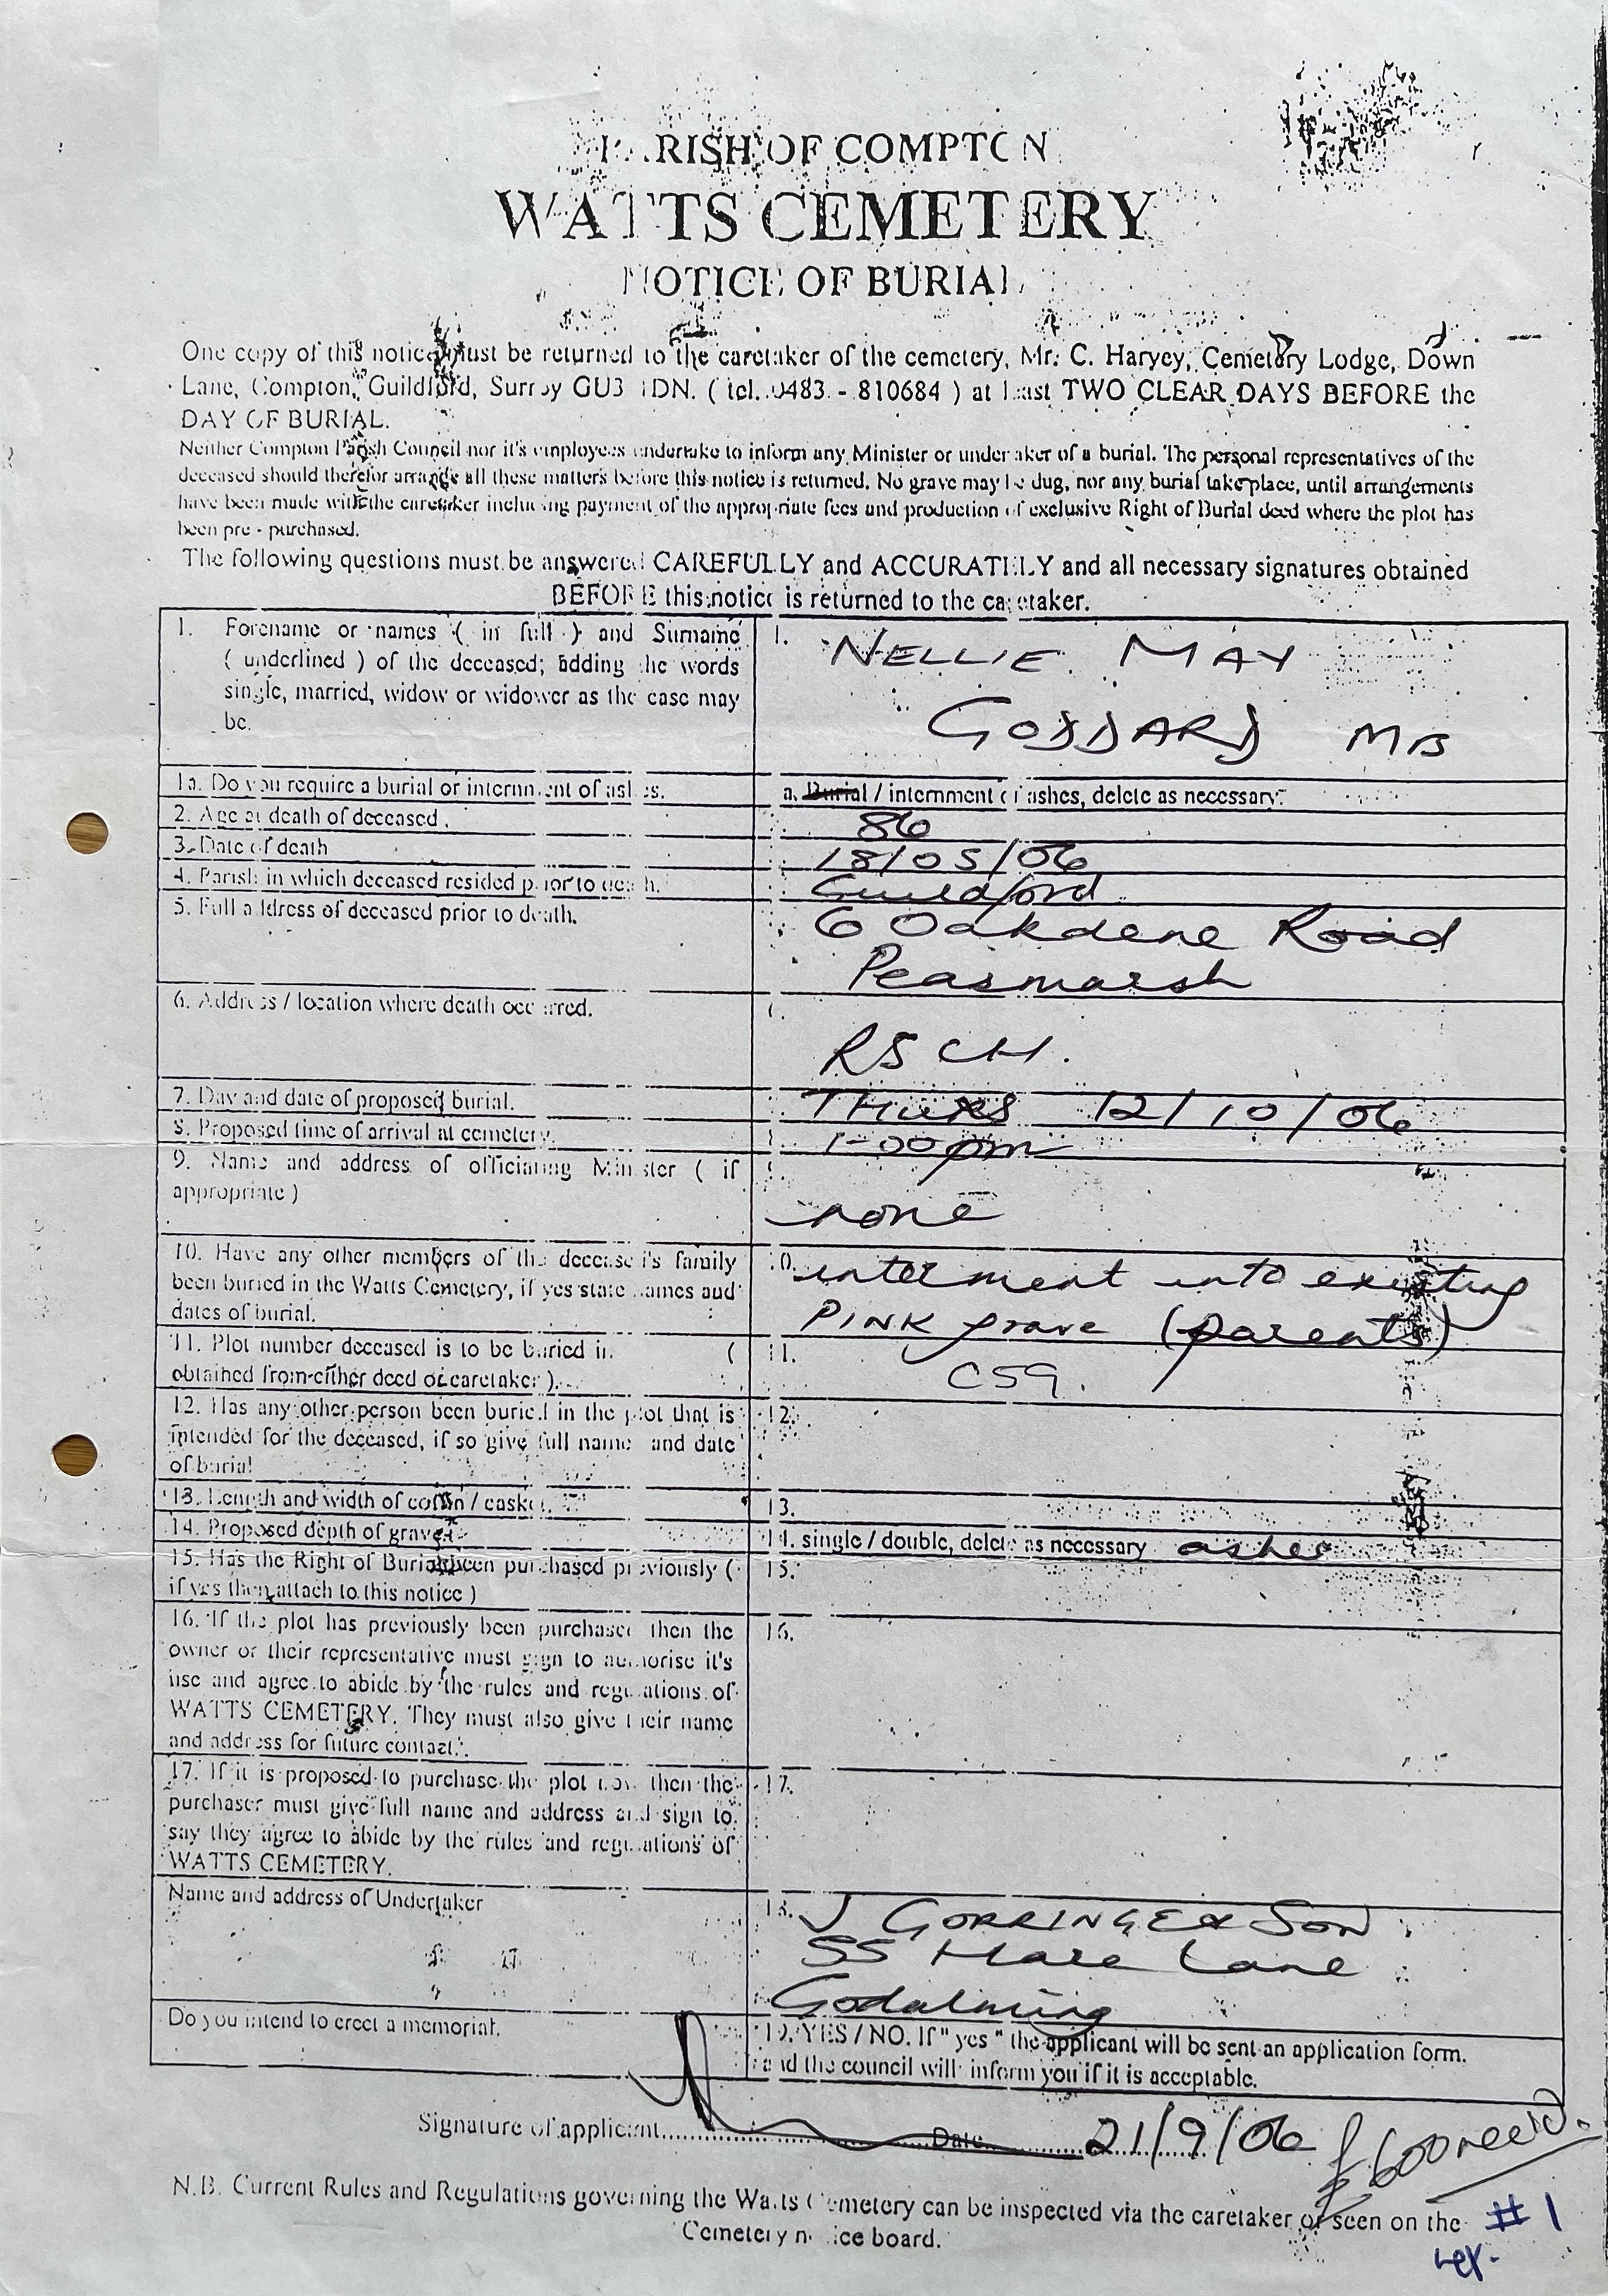 PARISH OF COMPTON
WATTS CEMETERY
NOTICE OF BURIAL
One copy of this notice must be returned to the caretaker of the cemetery, Mr. C. Harvey, Cemetery Lodge, Down
Lane, Compton, Guildford, Surrey GU3 1DN. ( tel. 0483 - 810684 ) at least TWO CLEAR DAYS BEFORE the
DAY OF BURIAL.
Neither Compton Parish Council nor it's employees undertake to inform any Minister or undertaker of a burial. The personal representatives of the
deceased should therefor arrange all these matters before this notice is returned. No grave may be dug, nor any burial take place, until arrangements
have been made with the caretaker including payment of the appropriate fees and production of exclusive Right of Burial deed where the plot has
been pre - purchased.
The following questions must be answered CAREFULLY and ACCURATELY and all necessary signatures obtained
BEFORE this notice is returned to the caretaker.
1. Forename or names ( in full ) and Surname
( underlined ) of the deceased; adding the words
single, married, widow or widower as the case may
be.
1. NELLIE MAY
GODDARD
1a. Do you require a burial or internment of ashes.
a. Burial / internment of ashes, delete as necessary.
2. Age at death of deceased.
86
3. Date of death
18/05/06
4. Parish in which deceased resided prior to death.
Guildford
5. Full address of deceased prior to death.
6 Oakdene Road
Peasmarsh
6. Address / location where death occurred.
RSCH.
7. Day and date of proposed burial.
THURS 12/10/06
8. Proposed time of arrival at cemetery.
1-00pm
9. Name and address of officiating Minister ( if
appropriate )
none
10. Have any other members of the deceased's family
been buried in the Watts Cemetery, if yes state names and
dates of burial.
10. interment into existing
PINK grave (parents)
11. Plot number deceased is to be buried in (
obtained from either deed or caretaker ).
11. C59.
12. Has any other person been buried in the plot that is
intended for the deceased, if so give full name and date
of burial
12.
13. Length and width of coffin / casket.
13.
14. Proposed depth of grave.
14. single / double, delete as necessary ashes
15. Has the Right of Burial been purchased previously (
if yes then attach to this notice )
15.
16. If the plot has previously been purchased then the
owner or their representative must sign to authorise it's
use and agree to abide by the rules and regulations of
WATTS CEMETERY. They must also give their name
and address for future contact.
16.
17. If it is proposed to purchase the plot now then the
purchaser must give full name and address and sign to
say they agree to abide by the rules and regulations of
WATTS CEMETERY.
17.
Name and address of Undertaker
18. J GORRINGE & SON
55 Hare Lane
Godalming
Do you intend to erect a memorial.
19. YES / NO. If " yes " the applicant will be sent an application form.
and the council will inform you if it is acceptable.
Signature of applicant.......... Date.......... 21/9/06
£600 recei'd.
N.B. Current Rules and Regulations governing the Watts Cemetery can be inspected via the caretaker or seen on the
Cemetery notice board.
#1